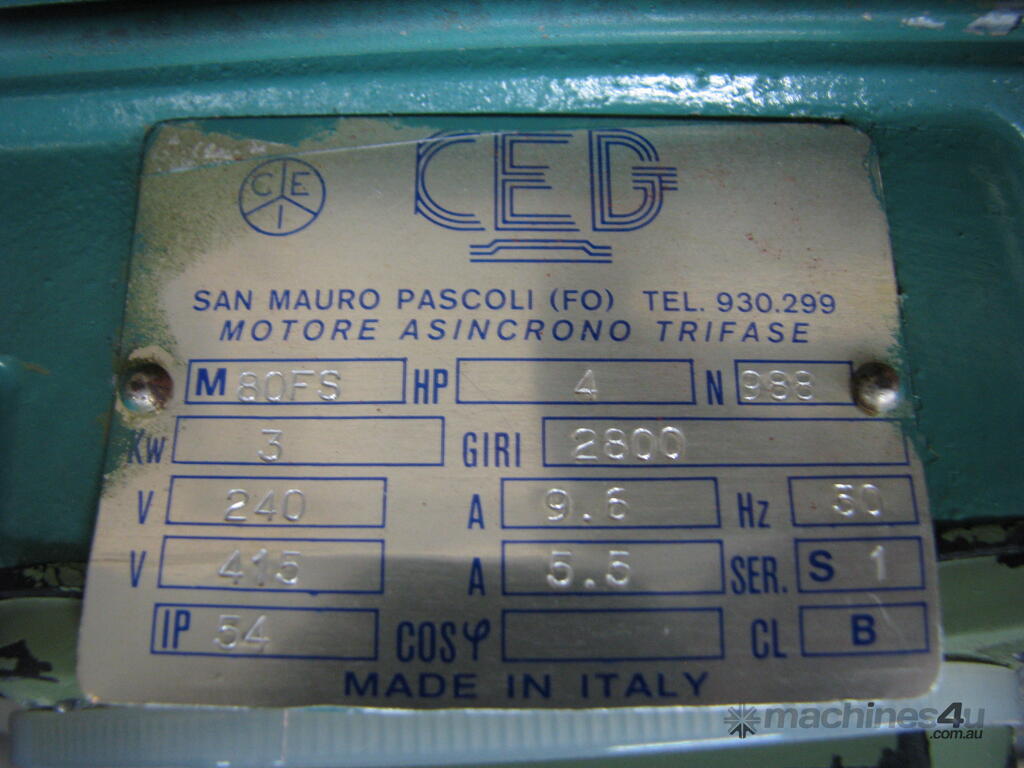 CEI
CEG
SAN MAURO PASCOLI (FO) TEL. 930.299
MOTORE ASINCRONO TRIFASE
M 80FS HP 4 N 988
Kw 3 GIRI 2800
V 240 A 9.6 Hz 50
V 415 A 5.5 SER. S 1
IP 54 COSφ CL B
MADE IN ITALY
machines4u
.com.au